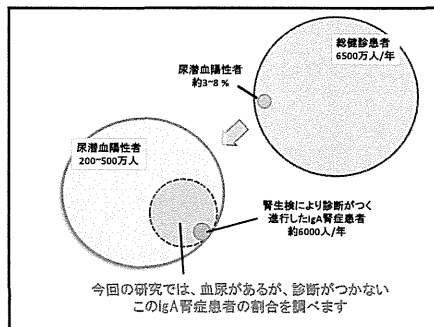 総健診患者
6500万人/年
尿潜血陽性者
約3~8 %
尿潜血陽性者
200~500万人
腎生検により診断がつく
進行したIgA腎症患者
約6000人/年
今回の研究では、血尿があるが、診断がつかない
このIgA腎症患者の割合を調べます